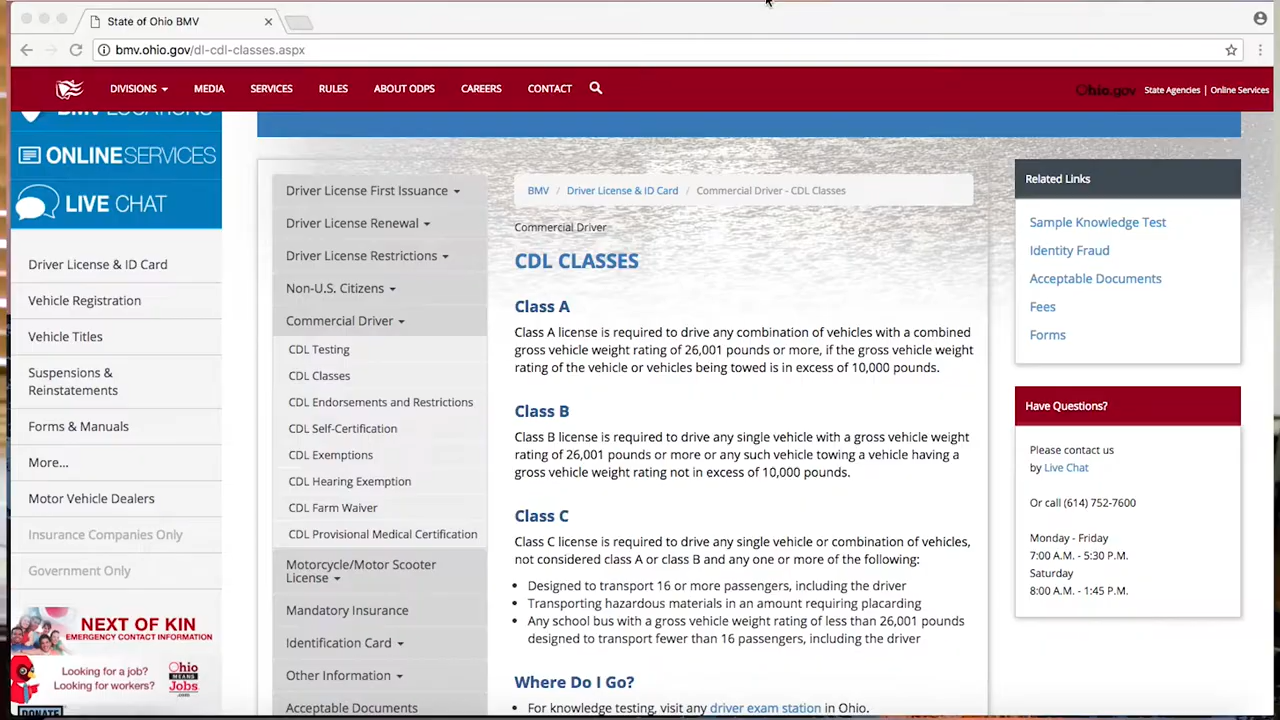 State of Ohio BMV
bmv.ohio.gov/dl-cdl-classes.aspx
DIVISIONS
MEDIA
SERVICES
RULES
ABOUT ODPS
CAREERS
CONTACT
Ohio.gov
State Agencies | Online Services
BMV LOCATIONS
ONLINESERVICES
LIVE CHAT
Driver License & ID Card
Vehicle Registration
Vehicle Titles
Suspensions &
Reinstatements
Forms & Manuals
More...
Motor Vehicle Dealers
Insurance Companies Only
Government Only
NEXT OF KIN
EMERGENCY CONTACT INFORMATION
Looking for a job?
Looking for workers?
Ohio
MEANS
Jobs
.COM
DONATE
Driver License First Issuance
Driver License Renewal
Driver License Restrictions
Non-U.S. Citizens
Commercial Driver
CDL Testing
CDL Classes
CDL Endorsements and Restrictions
CDL Self-Certification
CDL Exemptions
CDL Hearing Exemption
CDL Farm Waiver
CDL Provisional Medical Certification
Motorcycle/Motor Scooter
License
Mandatory Insurance
Identification Card
Other Information
Acceptable Documents
BMV / Driver License & ID Card / Commercial Driver - CDL Classes
Commercial Driver
CDL CLASSES
Class A
Class A license is required to drive any combination of vehicles with a combined
gross vehicle weight rating of 26,001 pounds or more, if the gross vehicle weight
rating of the vehicle or vehicles being towed is in excess of 10,000 pounds.
Class B
Class B license is required to drive any single vehicle with a gross vehicle weight
rating of 26,001 pounds or more or any such vehicle towing a vehicle having a
gross vehicle weight rating not in excess of 10,000 pounds.
Class C
Class C license is required to drive any single vehicle or combination of vehicles,
not considered class A or class B and any one or more of the following:
• Designed to transport 16 or more passengers, including the driver
• Transporting hazardous materials in an amount requiring placarding
• Any school bus with a gross vehicle weight rating of less than 26,001 pounds
designed to transport fewer than 16 passengers, including the driver
Where Do I Go?
• For knowledge testing, visit any driver exam station in Ohio.
Related Links
Sample Knowledge Test
Identity Fraud
Acceptable Documents
Fees
Forms
Have Questions?
Please contact us
by Live Chat
Or call (614) 752-7600
Monday - Friday
7:00 A.M. - 5:30 P.M.
Saturday
8:00 A.M. - 1:45 P.M.